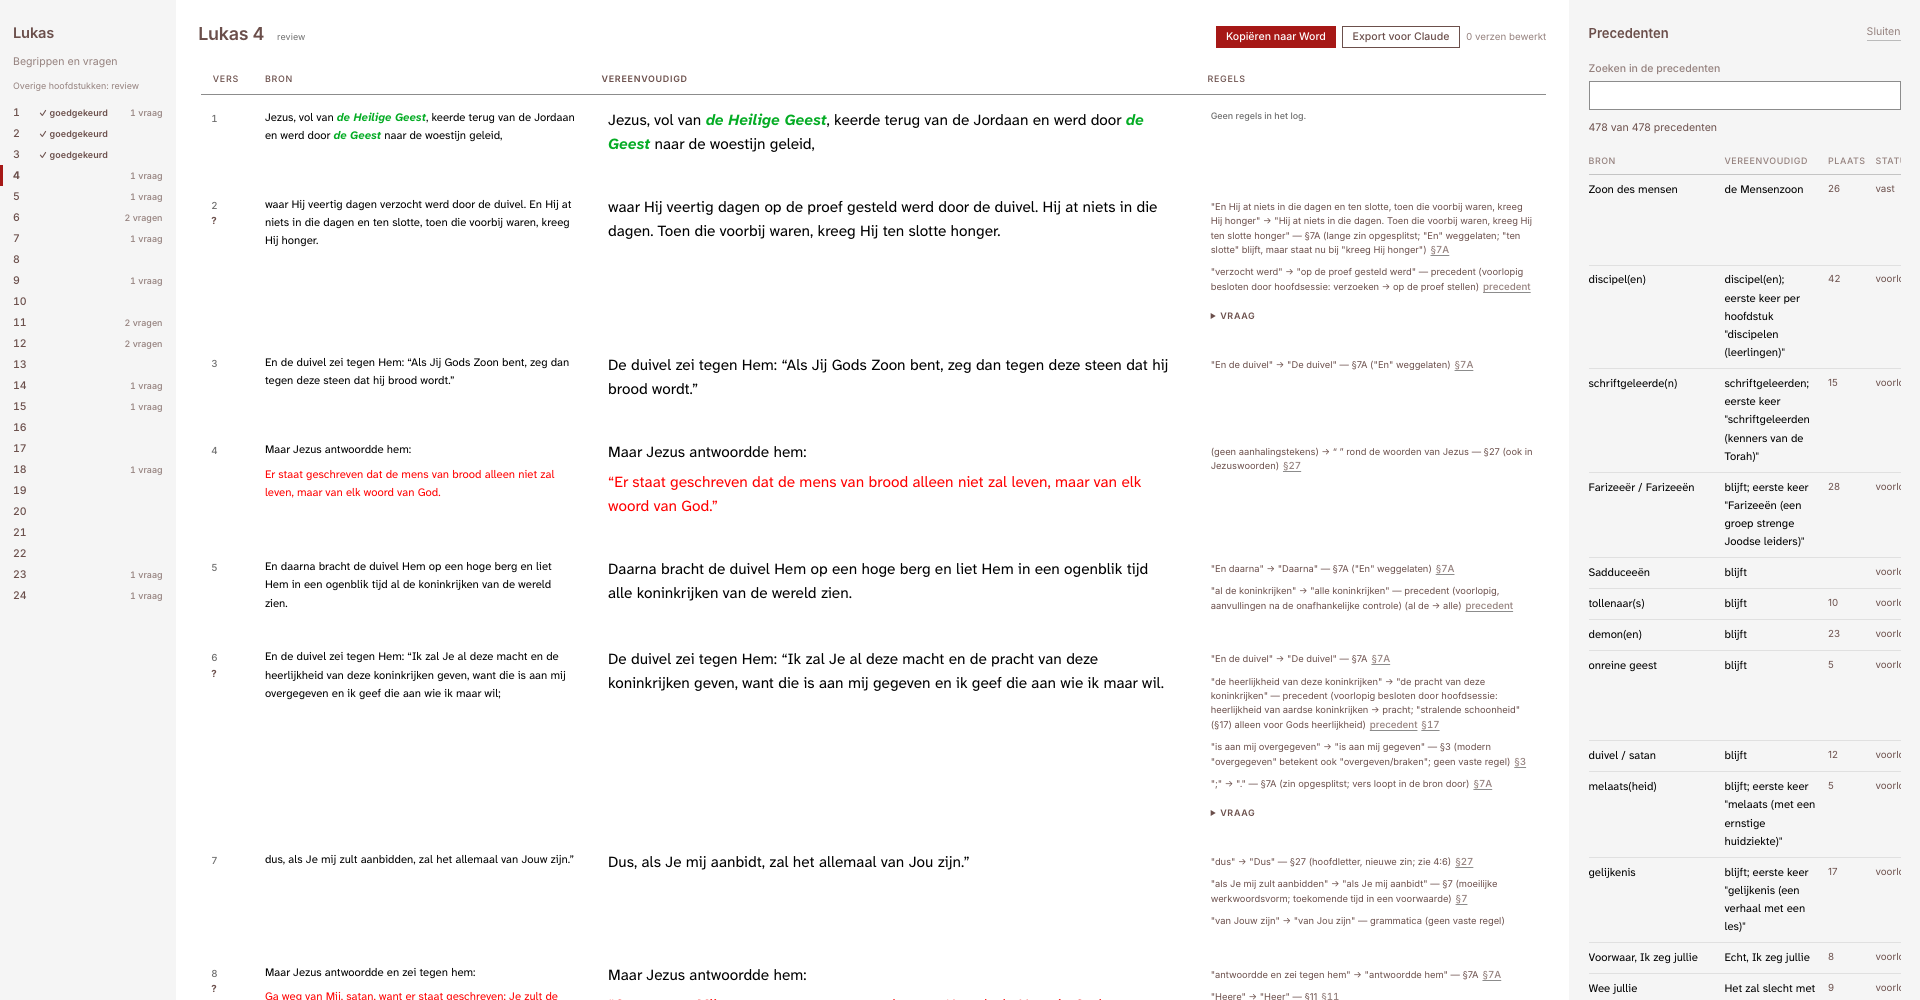 Lukas
Begrippen en vragen
Overige hoofdstukken: review
1 ✓ goedgekeurd 1 vraag
2 ✓ goedgekeurd
3 ✓ goedgekeurd
4 1 vraag
5 1 vraag
6 2 vragen
7 1 vraag
8
9 1 vraag
10
11 2 vragen
12 2 vragen
13
14 1 vraag
15 1 vraag
16
17
18 1 vraag
19
20
21
22
23 1 vraag
24 1 vraag
Lukas 4 review
Kopiëren naar Word Export voor Claude 0 verzen bewerkt
VERS BRON VEREENVOUDIGD REGELS
1
Jezus, vol van de Heilige Geest, keerde terug van de Jordaan
en werd door de Geest naar de woestijn geleid,
Jezus, vol van de Heilige Geest, keerde terug van de Jordaan en werd door de
Geest naar de woestijn geleid,
Geen regels in het log.
2
?
waar Hij veertig dagen verzocht werd door de duivel. En Hij at
niets in die dagen en ten slotte, toen die voorbij waren, kreeg
Hij honger.
waar Hij veertig dagen op de proef gesteld werd door de duivel. Hij at niets in die
dagen. Toen die voorbij waren, kreeg Hij ten slotte honger.
"En Hij at niets in die dagen en ten slotte, toen die voorbij waren, kreeg
Hij honger" → "Hij at niets in die dagen. Toen die voorbij waren, kreeg Hij
ten slotte honger" — §7A (lange zin opgesplitst; "En" weggelaten; "ten
slotte" blijft, maar staat nu bij "kreeg Hij honger") §7A
"verzocht werd" → "op de proef gesteld werd" — precedent (voorlopig
besloten door hoofdsessie: verzoeken → op de proef stellen) precedent
▶ VRAAG
3
En de duivel zei tegen Hem: “Als Jij Gods Zoon bent, zeg dan
tegen deze steen dat hij brood wordt.”
De duivel zei tegen Hem: “Als Jij Gods Zoon bent, zeg dan tegen deze steen dat hij
brood wordt.”
"En de duivel" → "De duivel" — §7A ("En" weggelaten) §7A
4
Maar Jezus antwoordde hem:
Er staat geschreven dat de mens van brood alleen niet zal
leven, maar van elk woord van God.
Maar Jezus antwoordde hem:
“Er staat geschreven dat de mens van brood alleen niet zal leven, maar van elk
woord van God.”
(geen aanhalingstekens) → “ ” rond de woorden van Jezus — §27 (ook in
Jezuswoorden) §27
5
En daarna bracht de duivel Hem op een hoge berg en liet
Hem in een ogenblik tijd al de koninkrijken van de wereld
zien.
Daarna bracht de duivel Hem op een hoge berg en liet Hem in een ogenblik tijd
alle koninkrijken van de wereld zien.
"En daarna" → "Daarna" — §7A ("En" weggelaten) §7A
"al de koninkrijken" → "alle koninkrijken" — precedent (voorlopig,
aanvullingen na de onafhankelijke controle) (al de → alle) precedent
6
?
En de duivel zei tegen Hem: “Ik zal Je al deze macht en de
heerlijkheid van deze koninkrijken geven, want die is aan mij
overgegeven en ik geef die aan wie ik maar wil;
De duivel zei tegen Hem: “Ik zal Je al deze macht en de pracht van deze
koninkrijken geven, want die is aan mij gegeven en ik geef die aan wie ik maar wil.
"En de duivel" → "De duivel" — §7A §7A
"de heerlijkheid van deze koninkrijken" → "de pracht van deze
koninkrijken" — precedent (voorlopig besloten door hoofdsessie:
heerlijkheid van aardse koninkrijken → pracht; "stralende schoonheid"
(§17) alleen voor Gods heerlijkheid) precedent §17
"is aan mij overgegeven" → "is aan mij gegeven" — §3 (modern
"overgegeven" betekent ook "overgeven/braken"; geen vaste regel) §3
";" → "." — §7A (zin opgesplitst; vers loopt in de bron door) §7A
▶ VRAAG
7
dus, als Je mij zult aanbidden, zal het allemaal van Jouw zijn.”
Dus, als Je mij aanbidt, zal het allemaal van Jou zijn.”
"dus" → "Dus" — §27 (hoofdletter, nieuwe zin; zie 4:6) §27
"als Je mij zult aanbidden" → "als Je mij aanbidt" — §7 (moeilijke
werkwoordsvorm; toekomende tijd in een voorwaarde) §7
"van Jouw zijn" → "van Jou zijn" — grammatica (geen vaste regel)
8
?
Maar Jezus antwoordde en zei tegen hem:
Ga weg van Mij, satan, want er staat geschreven: Je zult de
Maar Jezus antwoordde hem:
"antwoordde en zei tegen hem" → "antwoordde hem" — §7A §7A
"Heere" → "Heer" — §11 §11
Precedenten Sluiten
Zoeken in de precedenten
478 van 478 precedenten
BRON VEREENVOUDIGD PLAATS STATU
Zoon des mensen de Mensenzoon 26 vast
discipel(en) discipel(en); 42 voorlo
eerste keer per
hoofdstuk
"discipelen
(leerlingen)"
schriftgeleerde(n) schriftgeleerden; 15 voorlo
eerste keer
"schriftgeleerden
(kenners van de
Torah)"
Farizeeër / Farizeeën blijft; eerste keer 28 voorlo
"Farizeeën (een
groep strenge
Joodse leiders)"
Sadduceeën blijft voorlo
tollenaar(s) blijft 10 voorlo
demon(en) blijft 23 voorlo
onreine geest blijft 5 voorlo
duivel / satan blijft 12 voorlo
melaats(heid) blijft; eerste keer 5 voorlo
"melaats (met een
ernstige
huidziekte)"
gelijkenis blijft; eerste keer 17 voorlo
"gelijkenis (een
verhaal met een
les)"
Voorwaar, Ik zeg jullie Echt, Ik zeg jullie 8 voorlo
Wee jullie Het zal slecht met 9 voorlo